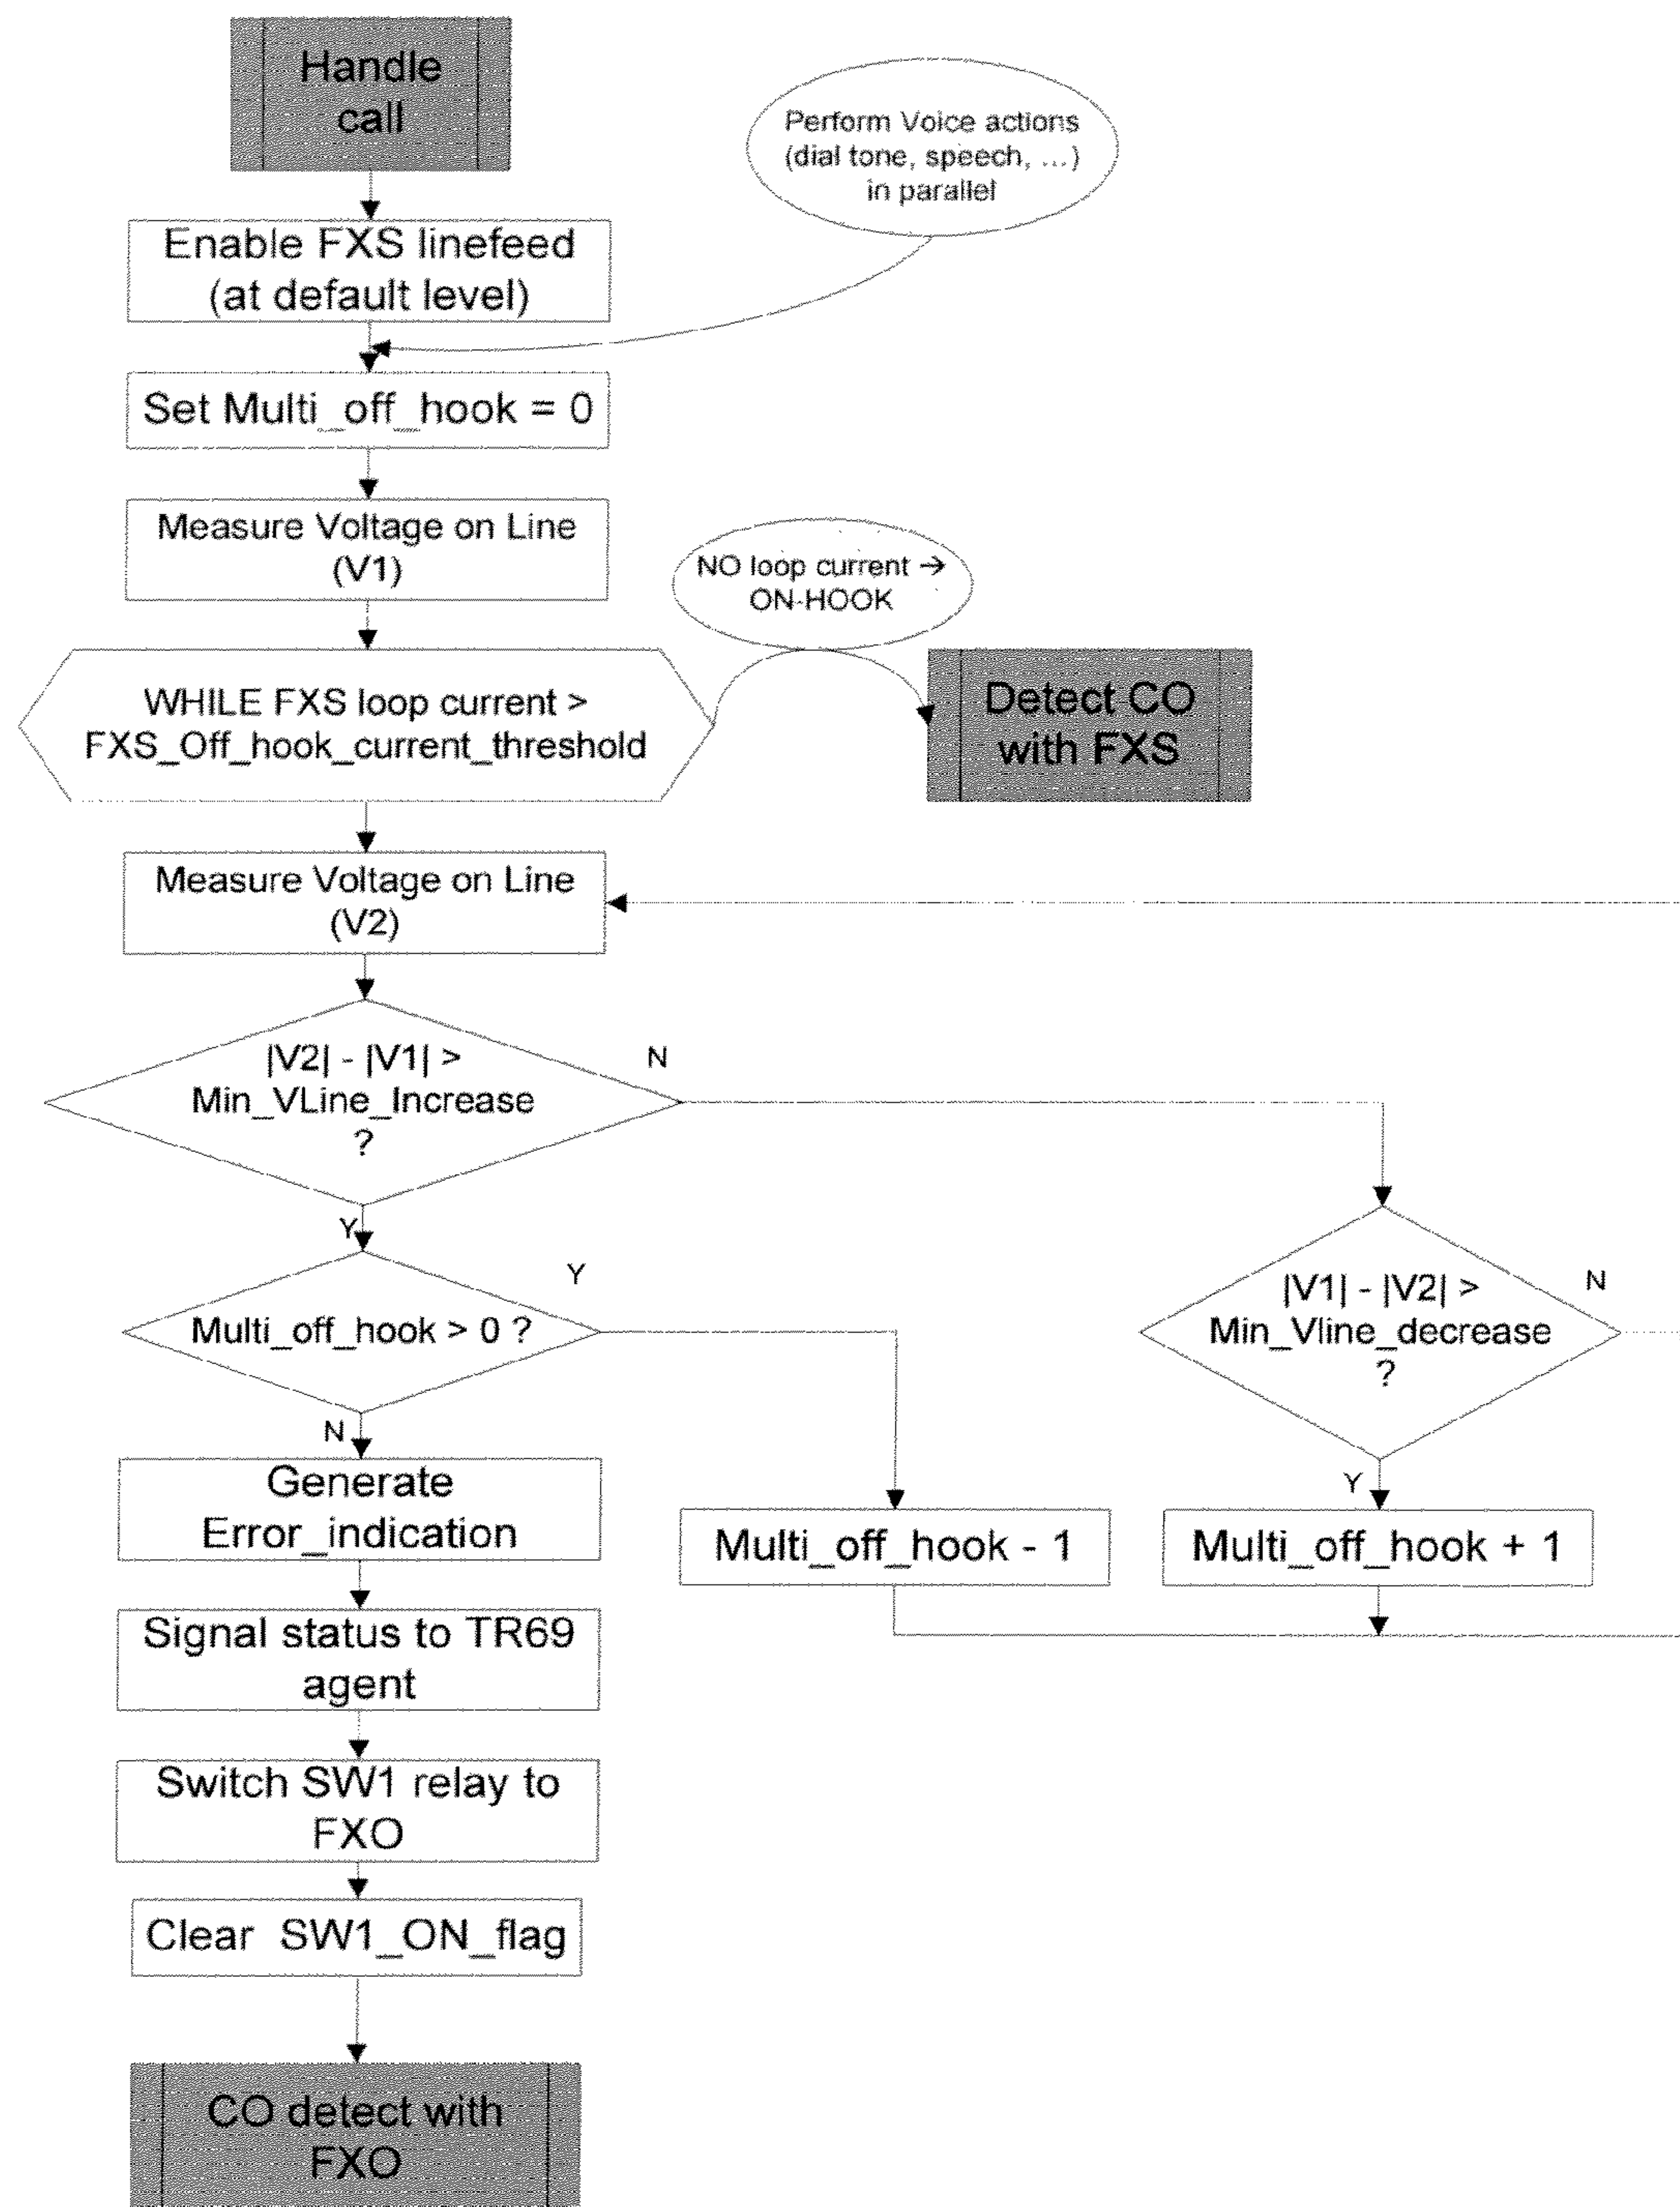 Handle
call
Perform Voice actions
(dial tone, speech, ...)
in parallel
Enable FXS linefeed
(at default level)
Set Multi_off_hook = 0
Measure Voltage on Line
(V1)
NO loop current →
ON-HOOK
WHILE FXS loop current >
FXS_Off_hook_current_threshold
Detect CO
with FXS
Measure Voltage on Line
(V2)
|V2| - |V1| >
Min_VLine_Increase
?
N
Y
Multi_off_hook > 0 ?
Y
|V1| - |V2| >
Min_Vline_decrease
?
N
N
Y
Generate
Error_indication
Multi_off_hook - 1
Multi_off_hook + 1
Signal status to TR69
agent
Switch SW1 relay to
FXO
Clear SW1_ON_flag
CO detect with
FXO